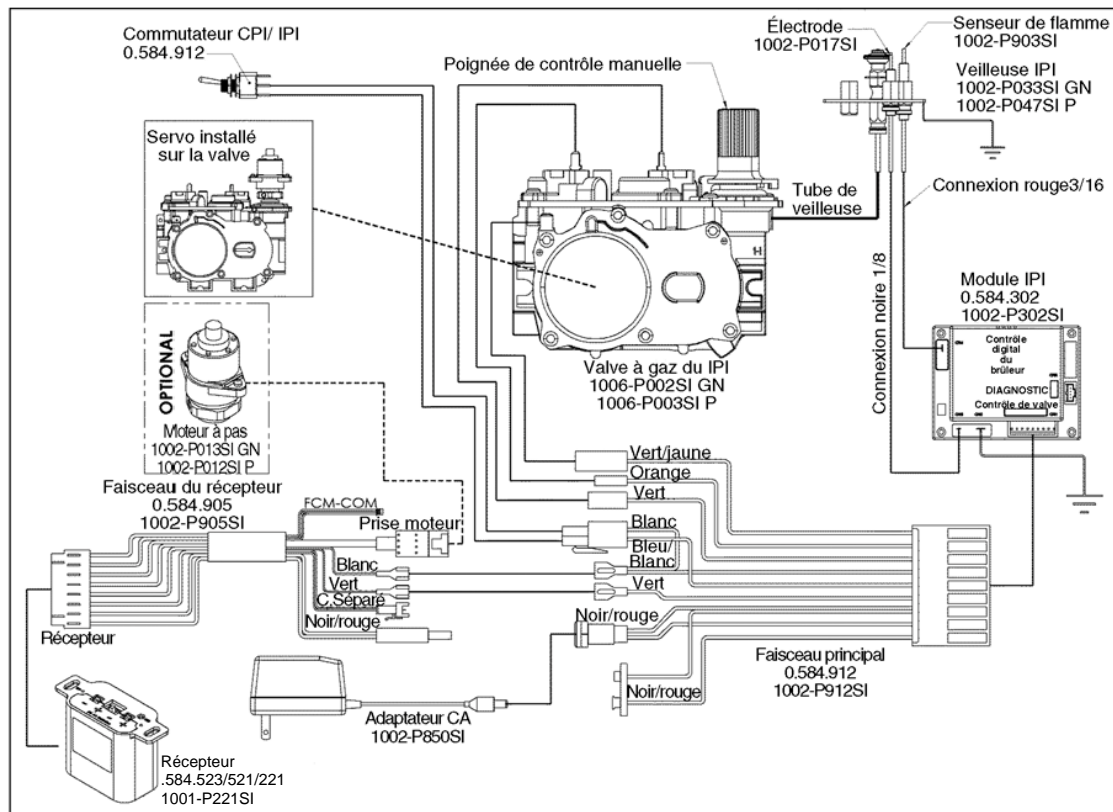 Commutateur CPI/ IPI
0.584.912
Électrode
1002-P017SI
Senseur de flamme
1002-P903SI
Poignée de contrôle manuelle
Veilleuse IPI
1002-P033SI GN
1002-P047SI P
Servo installé
sur la valve
Tube de
veilleuse
Connexion rouge3/16
Connexion noire 1/8
Module IPI
0.584.302
1002-P302SI
Contrôle
digital
du
brûleur
DIAGNOSTIC
Contrôle de valve
Valve à gaz du IPI
1006-P002SI GN
1006-P003SI P
OPTIONAL
Moteur à pas
1002-P013SI GN
1002-P012SI P
Faisceau du récepteur
0.584.905
1002-P905SI
FCM-COM
Prise moteur
Vert/jaune
Orange
Vert
Blanc
Bleu/
Blanc
Vert
Blanc
Vert
C.Séparé
Noir/rouge
Noir/rouge
Noir/rouge
Récepteur
Faisceau principal
0.584.912
1002-P912SI
Adaptateur CA
1002-P850SI
Récepteur
.584.523/521/221
1001-P221SI